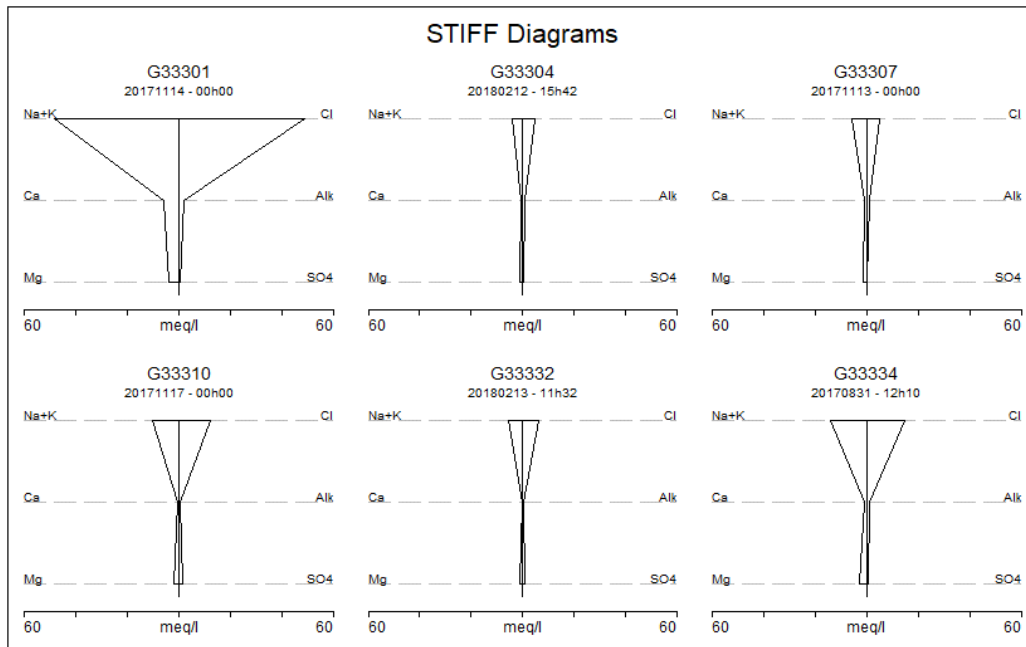 STIFF Diagrams
G33301
20171114 - 00h00
Na+K Cl
Ca Alk
Mg SO4
60 meq/l 60
G33304
20180212 - 15h42
Na+K Cl
Ca Alk
Mg SO4
60 meq/l 60
G33307
20171113 - 00h00
Na+K Cl
Ca Alk
Mg SO4
60 meq/l 60
G33310
20171117 - 00h00
Na+K Cl
Ca Alk
Mg SO4
60 meq/l 60
G33332
20180213 - 11h32
Na+K Cl
Ca Alk
Mg SO4
60 meq/l 60
G33334
20170831 - 12h10
Na+K Cl
Ca Alk
Mg SO4
60 meq/l 60